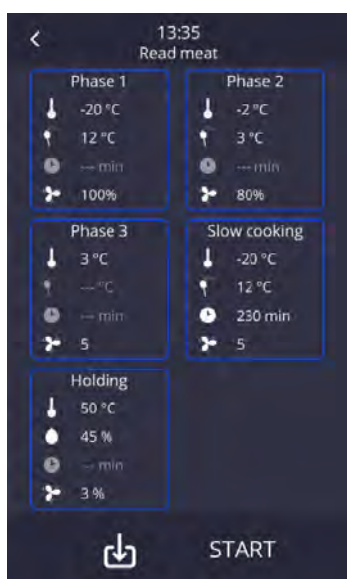 13:35
Read meat
Phase 1
-20 °C
12 °C
--- min
100%
Phase 2
-2 °C
3 °C
--- min
80%
Phase 3
3 °C
--- °C
--- min
5
Slow cooking
-20 °C
12 °C
230 min
5
Holding
50 °C
45 %
--- min
3 %
START